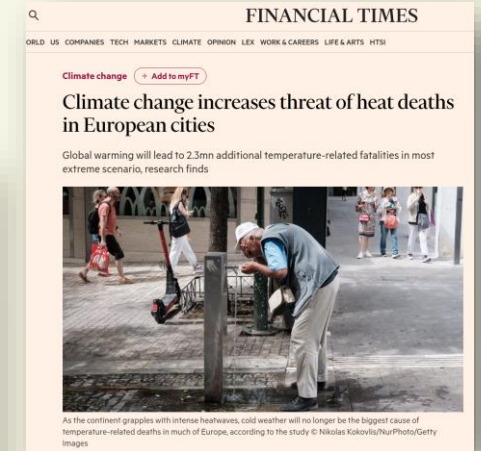 FINANCIAL TIMES
ORLD US COMPANIES TECH MARKETS CLIMATE OPINION LEX WORK & CAREERS LIFE & ARTS HTSI
Climate change + Add to myFT
Climate change increases threat of heat deaths
in European cities
Global warming will lead to 2.3mn additional temperature-related fatalities in most
extreme scenario, research finds
As the continent grapples with intense heatwaves, cold weather will no longer be the biggest cause of
temperature-related deaths in much of Europe, according to the study © Nikolas Kokovlis/NurPhoto/Getty
Images